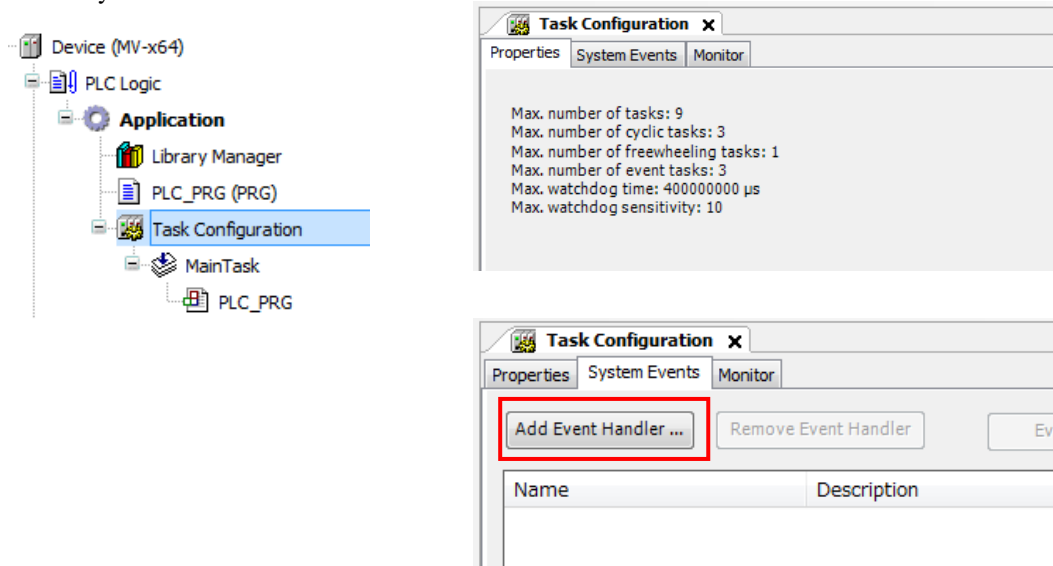 Device (MV-x64)
PLC Logic
Application
Library Manager
PLC_PRG (PRG)
Task Configuration
MainTask
PLC_PRG
Task Configuration
Properties System Events Monitor
Max. number of tasks: 9
Max. number of cyclic tasks: 3
Max. number of freewheeling tasks: 1
Max. number of event tasks: 3
Max. watchdog time: 400000000 µs
Max. watchdog sensitivity: 10
Task Configuration
Properties System Events Monitor
Add Event Handler ... Remove Event Handler Ev
Name Description